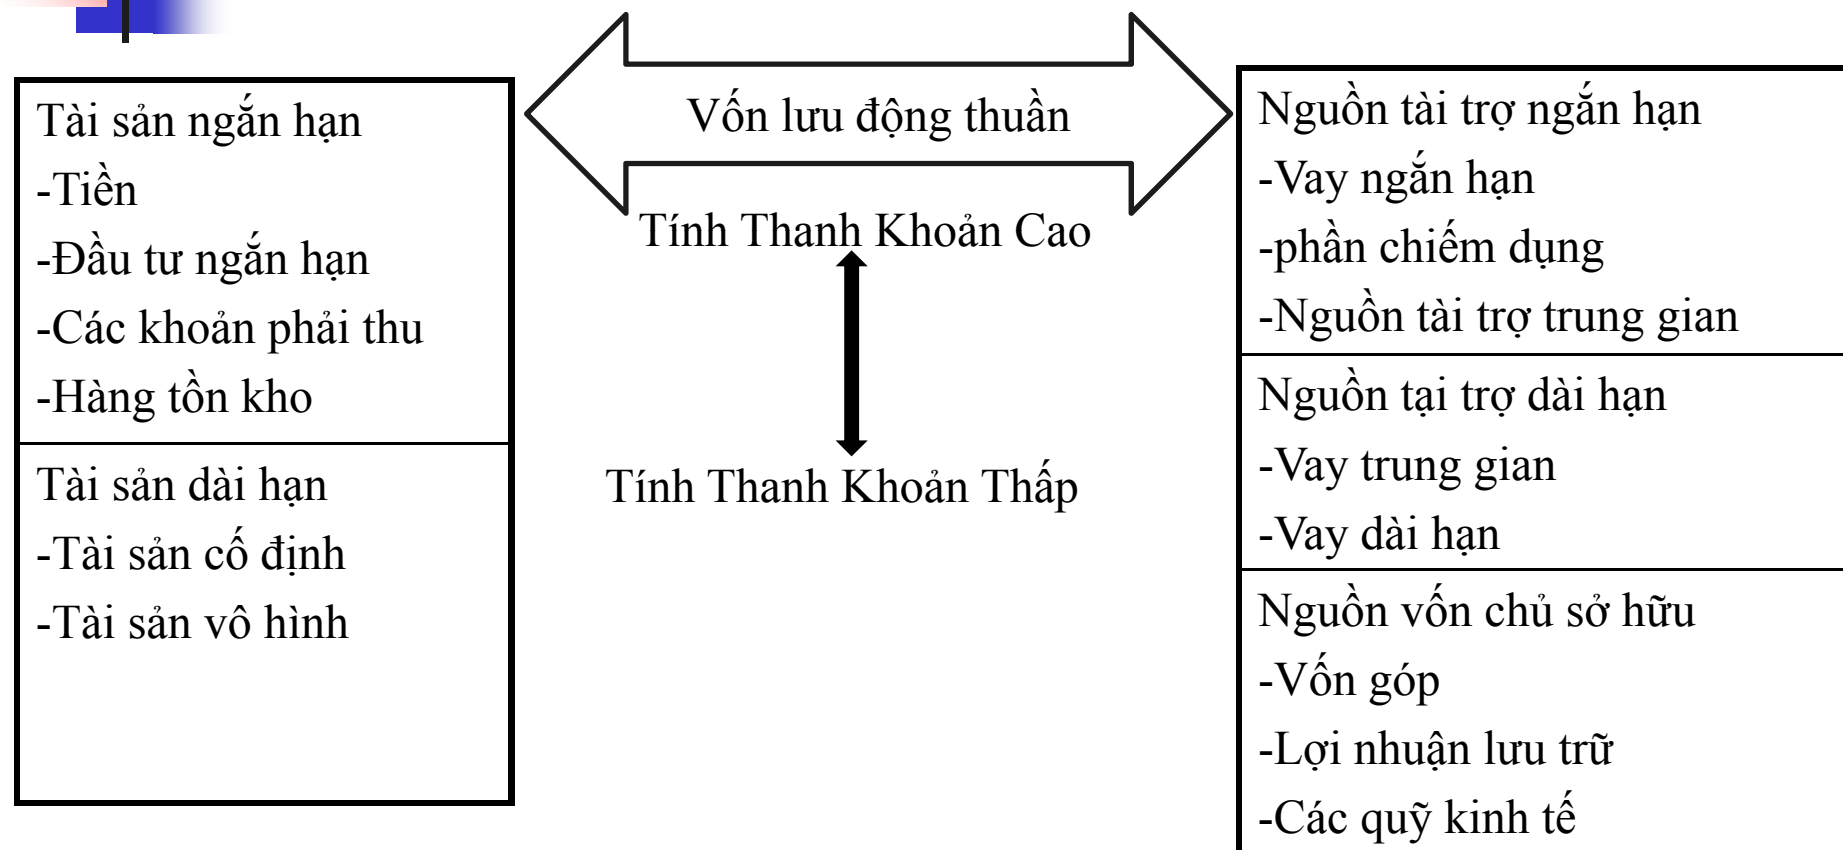 Tài sản ngắn hạn
-Tiền
-Đầu tư ngắn hạn
-Các khoản phải thu
-Hàng tồn kho
Tài sản dài hạn
-Tài sản cố định
-Tài sản vô hình
Vốn lưu động thuần
Tính Thanh Khoản Cao
Tính Thanh Khoản Thấp
Nguồn tài trợ ngắn hạn
-Vay ngắn hạn
-phần chiếm dụng
-Nguồn tài trợ trung gian
Nguồn tại trợ dài hạn
-Vay trung gian
-Vay dài hạn
Nguồn vốn chủ sở hữu
-Vốn góp
-Lợi nhuận lưu trữ
-Các quỹ kinh tế